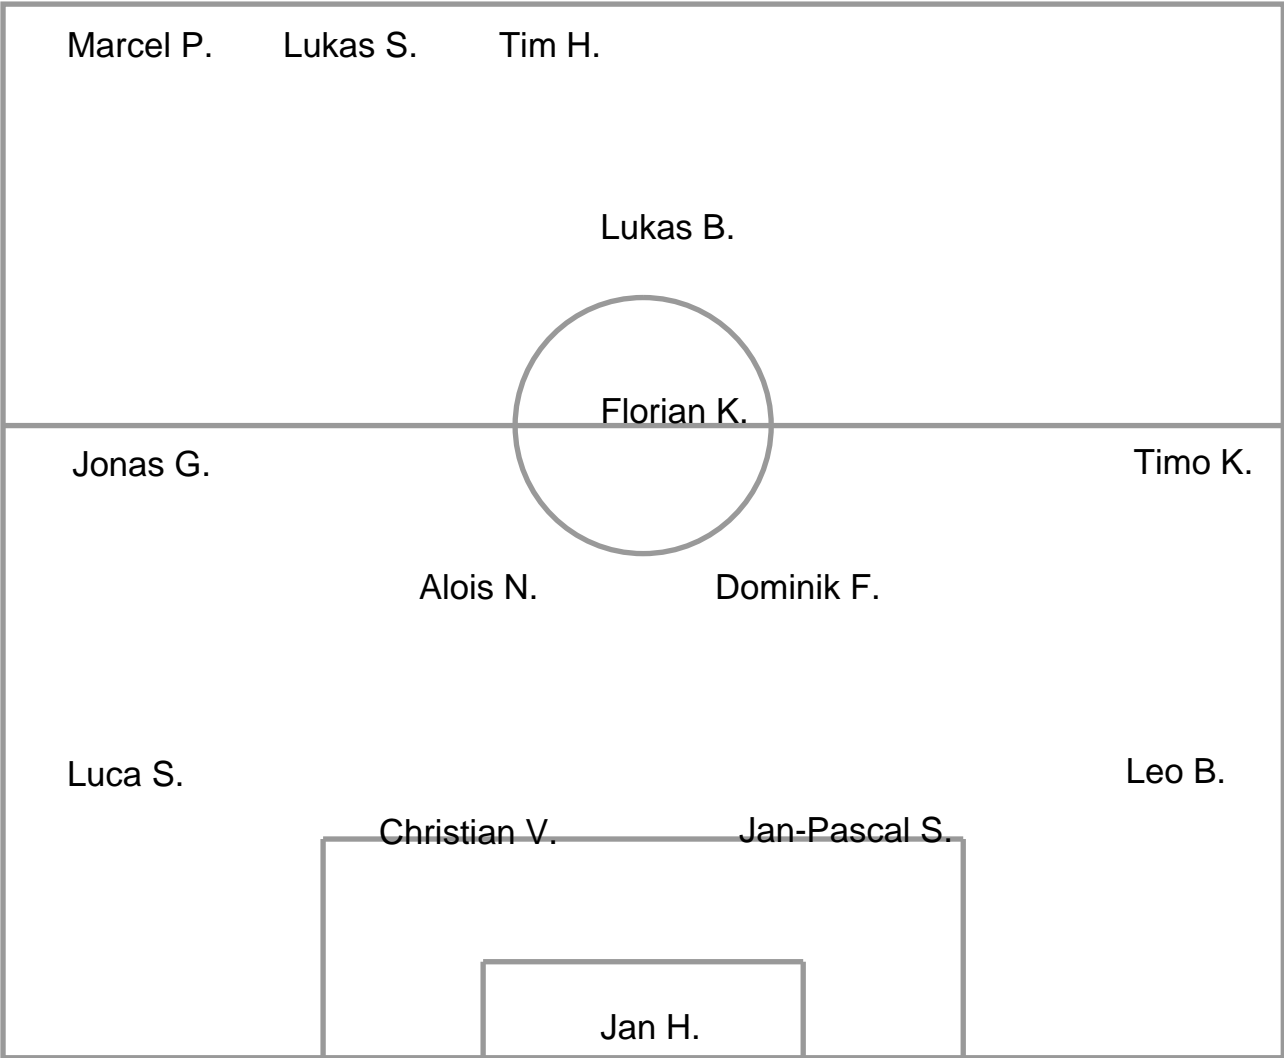 Marcel P. Lukas S. Tim H.
Lukas B.
Florian K.
Jonas G. Timo K.
Alois N. Dominik F.
Luca S. Leo B.
Christian V. Jan-Pascal S.
Jan H.